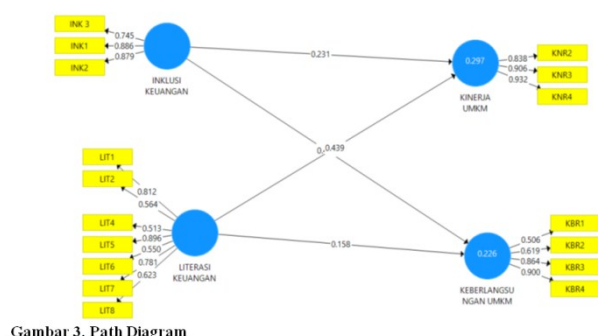 INK 3
INK1
INK2
0.745
0.886
0.879
INKLUSI
KEUANGAN
0.231
0.297
KINERJA
UMKM
0.838
0.906
0.932
KNR2
KNR3
KNR4
0.439
LIT1
LIT2
LIT4
LIT5
LIT6
LIT7
LIT8
0.812
0.564
0.513
0.896
0.550
0.781
0.623
LITERASI
KEUANGAN
0.158
0.226
KEBERLANGSU
NGAN UMKM
0.506
0.619
0.864
0.900
KBR1
KBR2
KBR3
KBR4
Gambar 3. Path Diagram